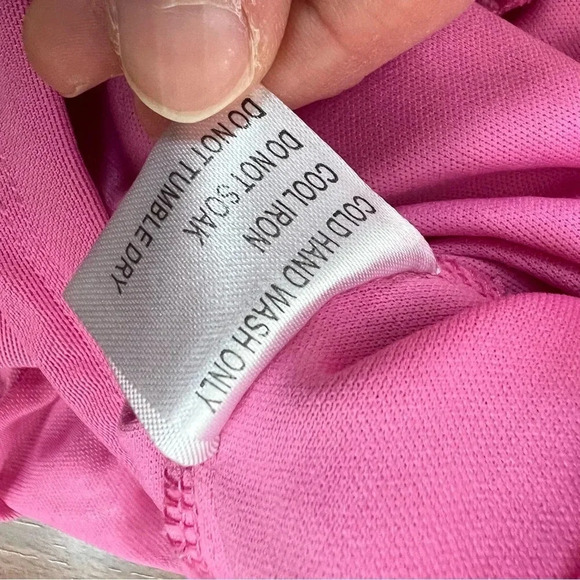 COLD HAND WASH ONLY
COOL IRON
DO NOT SOAK
DO NOT TUMBLE DRY